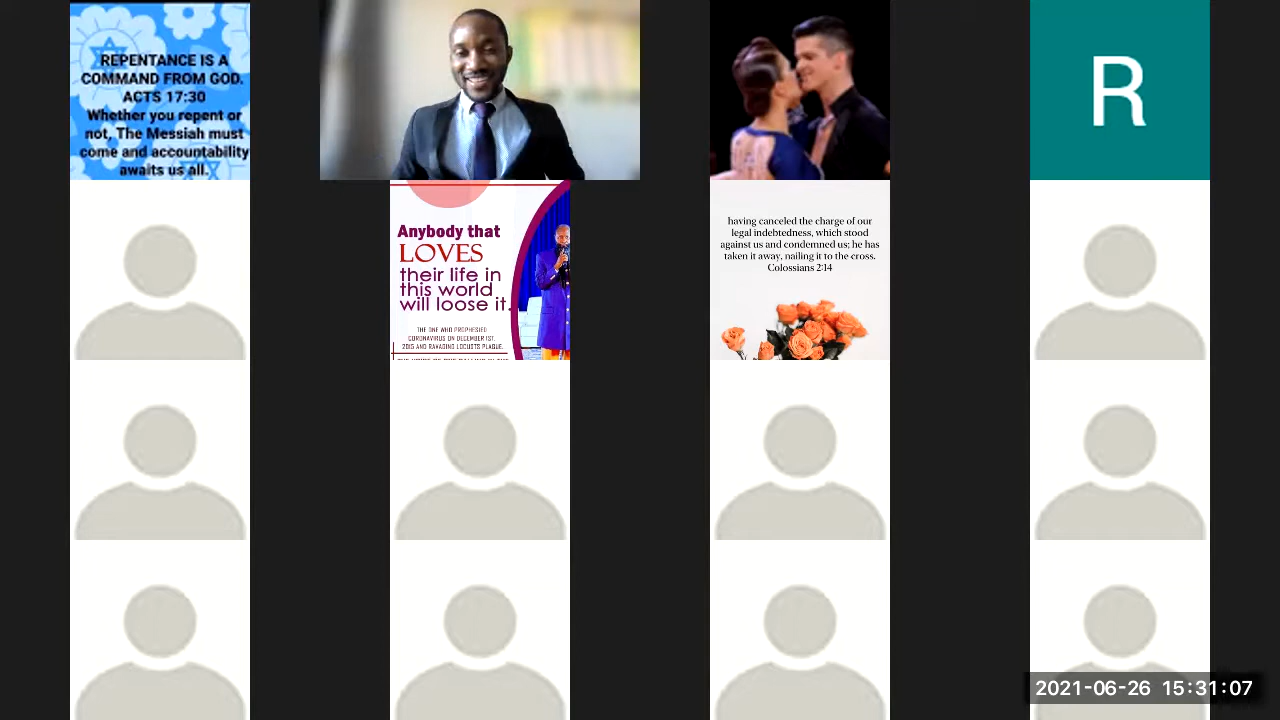 REPENTANCE IS A
COMMAND FROM GOD.
ACTS 17:30
Whether you repent or
not, The Messiah must
come and accountability
awaits us all.
R
Anybody that
LOVES
their life in
this world
will loose it.
THE ONE WHO PROPHESIED
CORONAVIRUS ON DECEMBER 1ST,
2015 AND RAVAGING LOCUSTS PLAGUE.
having canceled the charge of our
legal indebtedness, which stood
against us and condemned us; he has
taken it away, nailing it to the cross.
Colossians 2:14
2021-06-26 15:31:07